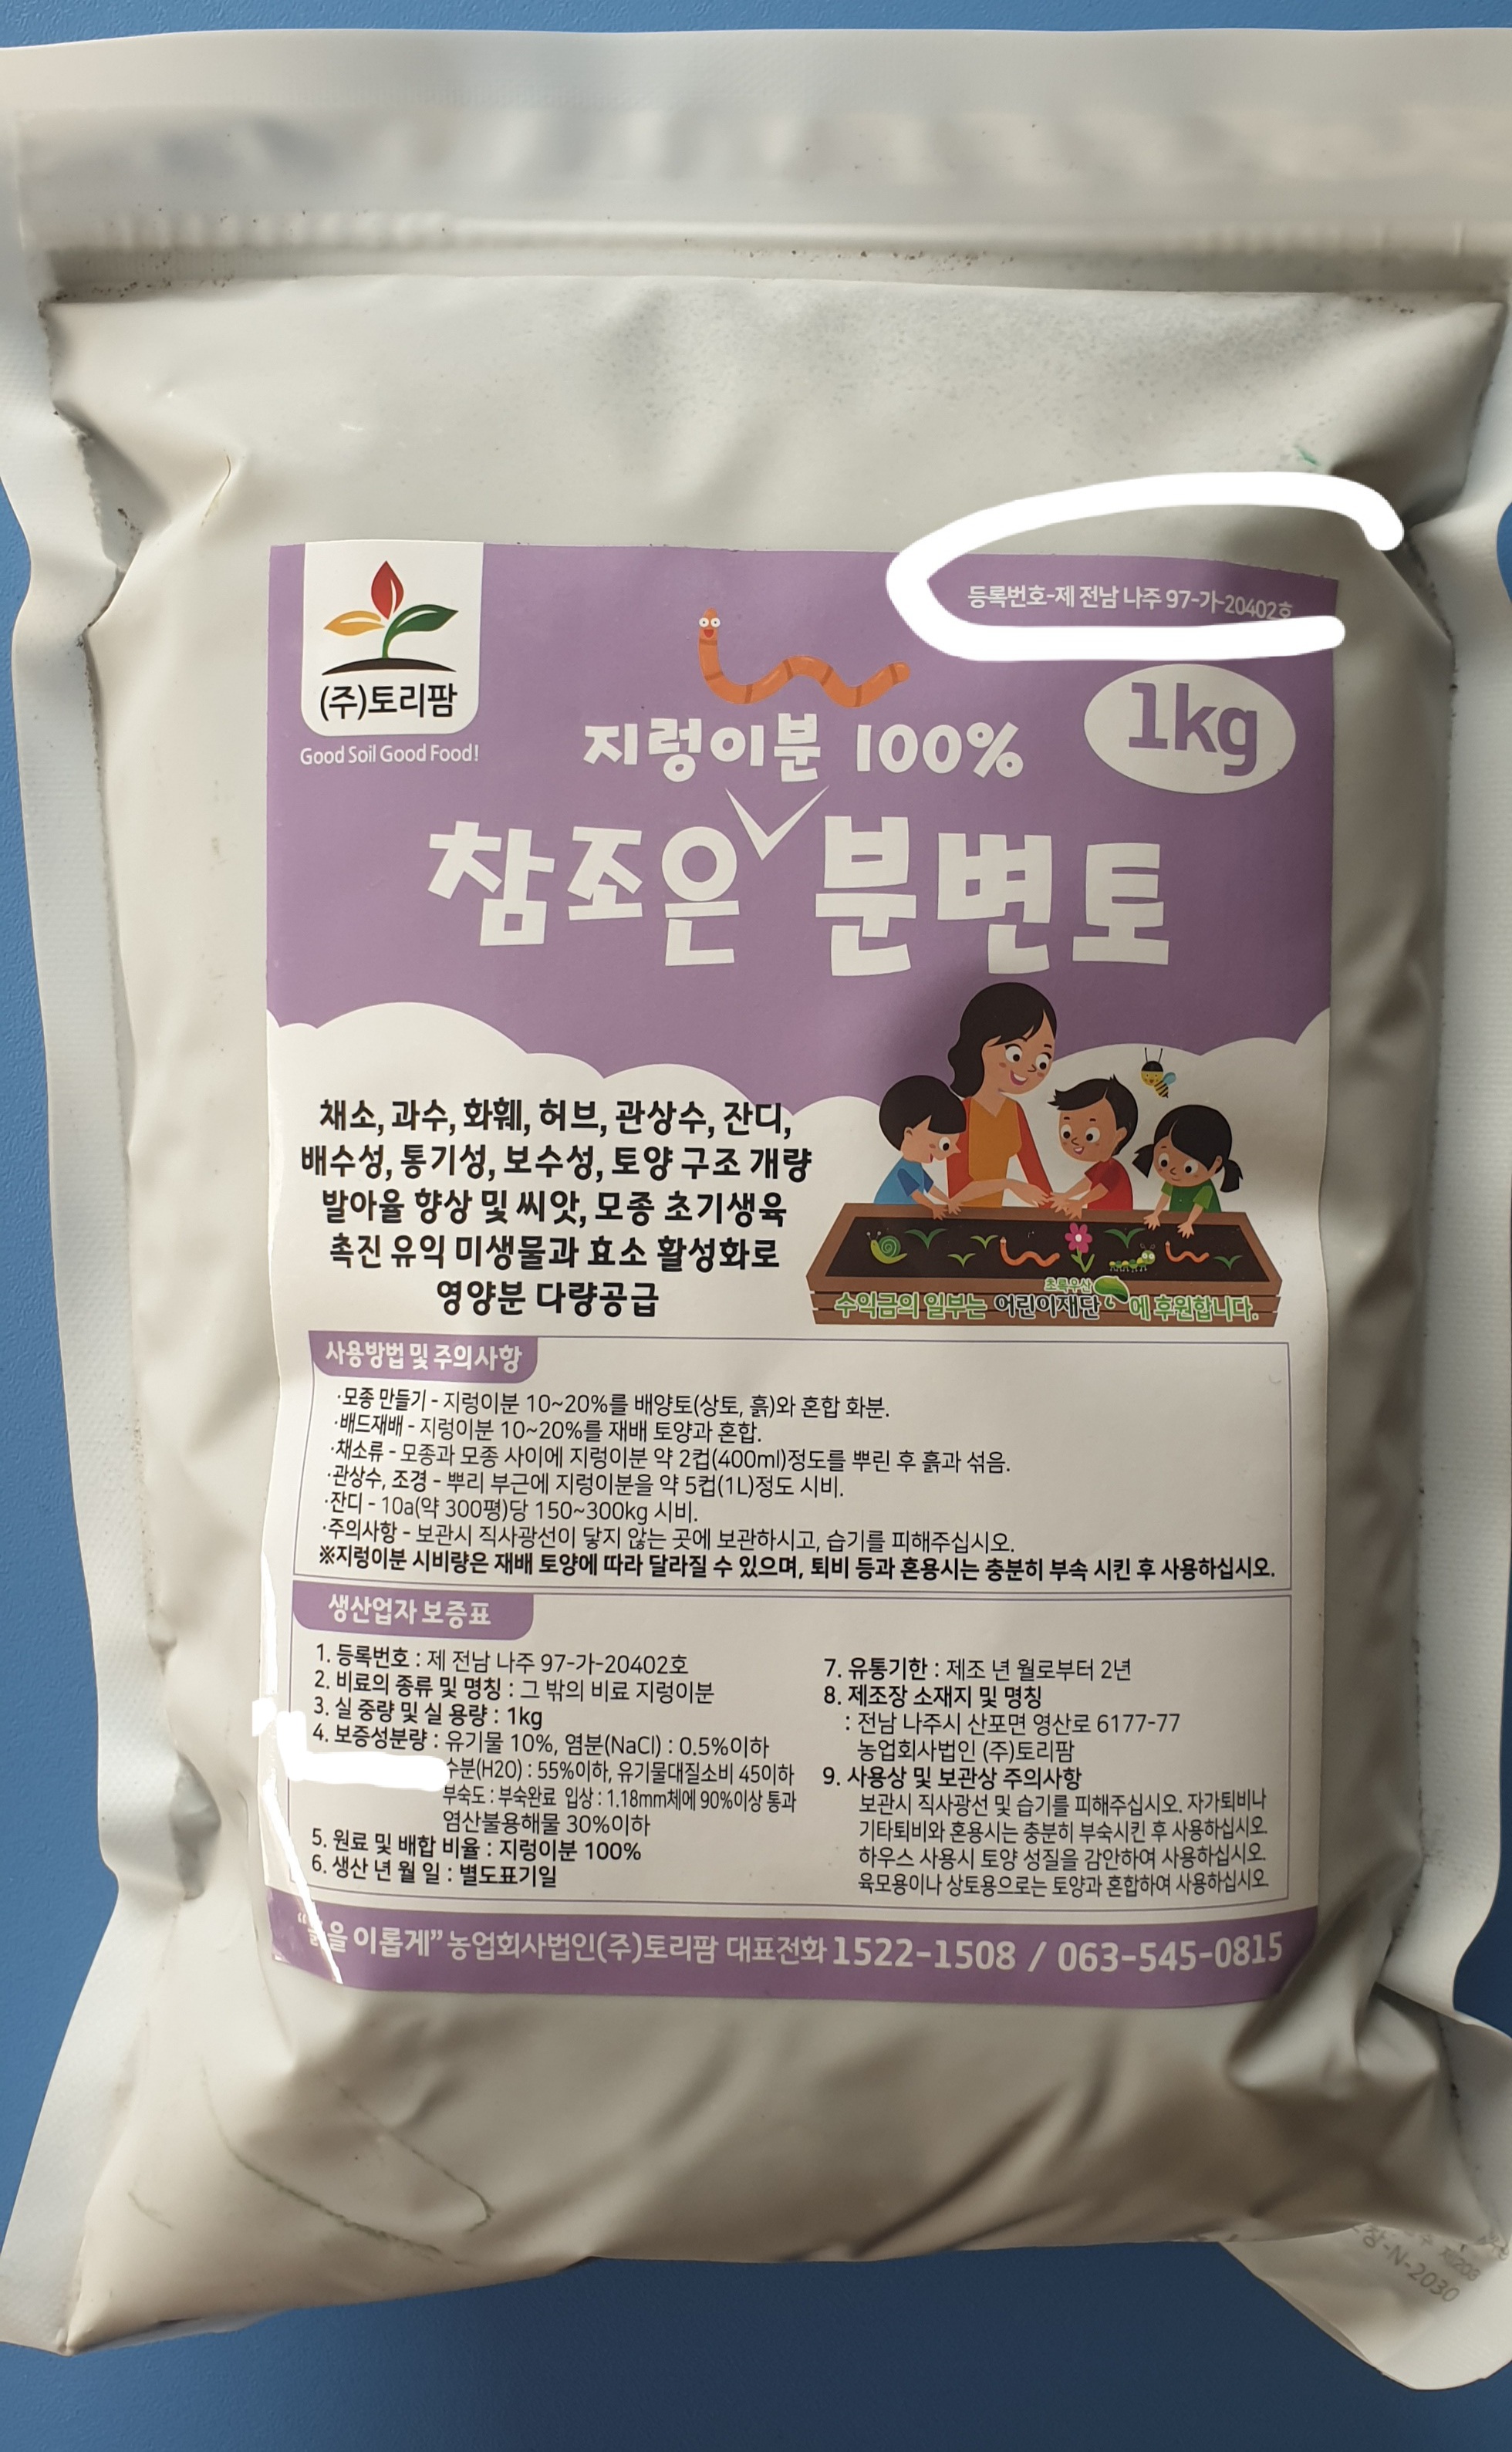 등록번호-제 전남 나주 97-가-20402호
(주)토리팜
Good Soil Good Food!
1kg
지렁이분 100%
참조은 분변토
채소, 과수, 화훼, 허브, 관상수, 잔디,
배수성, 통기성, 보수성, 토양 구조 개량
발아율 향상 및 씨앗, 모종 초기생육
촉진 유익 미생물과 효소 활성화로
영양분 다량공급
초록우산
수익금의 일부는 어린이재단에 후원합니다.
사용방법 및 주의사항
·모종 만들기 - 지렁이분 10~20%를 배양토(상토, 흙)와 혼합 화분.
·배드재배 - 지렁이분 10~20%를 재배 토양과 혼합.
·채소류 - 모종과 모종 사이에 지렁이분 약 2컵(400ml)정도를 뿌린 후 흙과 섞음.
·관상수, 조경 - 뿌리 부근에 지렁이분을 약 5컵(1L)정도 시비.
·잔디 - 10a(약 300평)당 150~300kg 시비.
·주의사항 - 보관시 직사광선이 닿지 않는 곳에 보관하시고, 습기를 피해주십시오.
※지렁이분 시비량은 재배 토양에 따라 달라질 수 있으며, 퇴비 등과 혼용시는 충분히 부속 시킨 후 사용하십시오.
생산업자 보증표
1. 등록번호 : 제 전남 나주 97-가-20402호
2. 비료의 종류 및 명칭 : 그 밖의 비료 지렁이분
3. 실 중량 및 실 용량 : 1kg
4. 보증성분량 : 유기물 10%, 염분(NaCl) : 0.5%이하
수분(H2O) : 55%이하, 유기물대질소비 45이하
부숙도 : 부숙완료 입상 : 1.18mm체에 90%이상 통과
염산불용해물 30%이하
5. 원료 및 배합 비율 : 지렁이분 100%
6. 생산 년 월 일 : 별도표기일
7. 유통기한 : 제조 년 월로부터 2년
8. 제조장 소재지 및 명칭
: 전남 나주시 산포면 영산로 6177-77
농업회사법인 (주)토리팜
9. 사용상 및 보관상 주의사항
보관시 직사광선 및 습기를 피해주십시오. 자가퇴비나
기타퇴비와 혼용시는 충분히 부숙시킨 후 사용하십시오.
하우스 사용시 토양 성질을 감안하여 사용하십시오.
육모용이나 상토용으로는 토양과 혼합하여 사용하십시오.
"흙을 이롭게" 농업회사법인(주)토리팜 대표전화 1522-1508 / 063-545-0815
장-N-2030